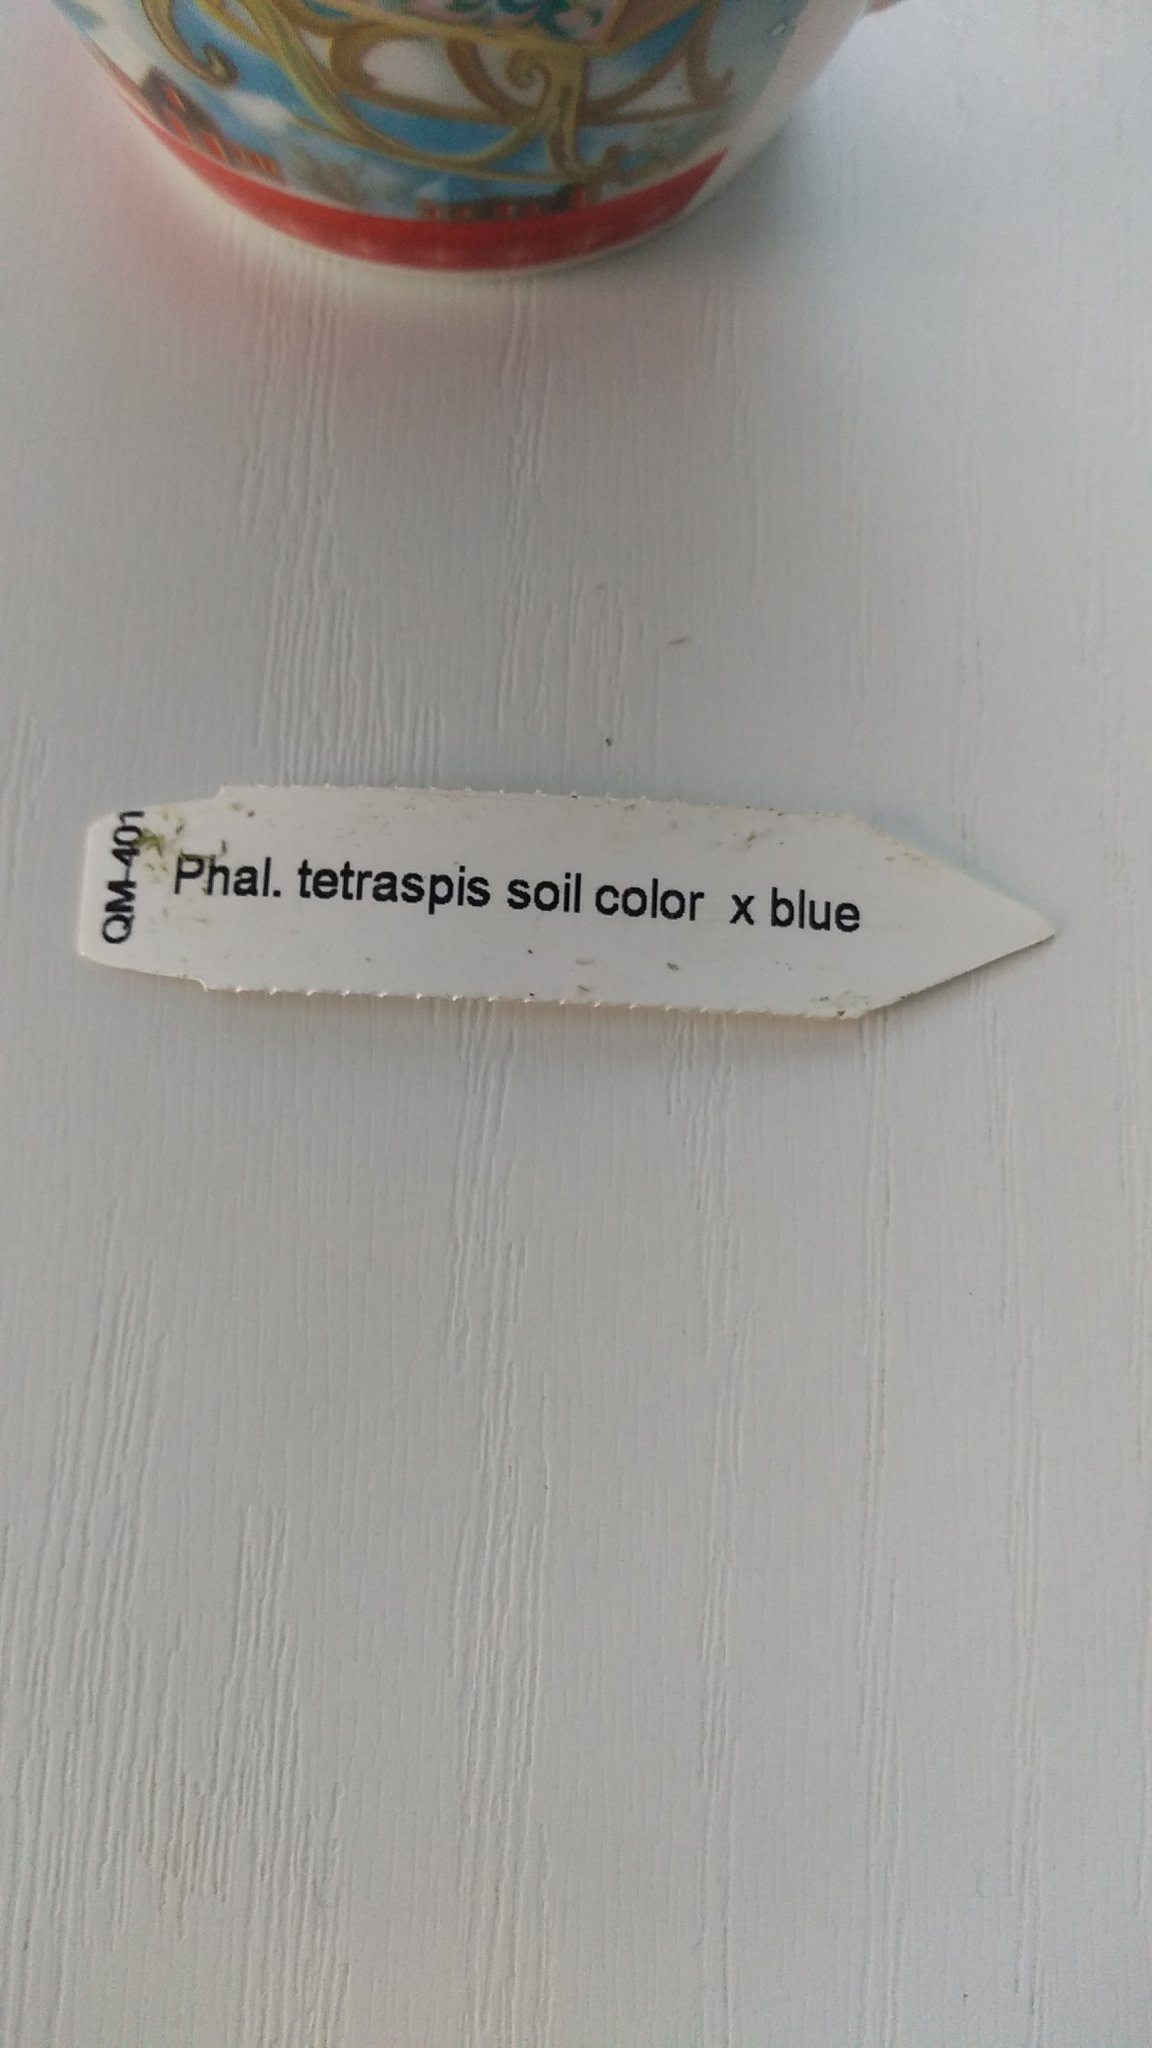 QM-401
Phal. tetraspis soil color x blue